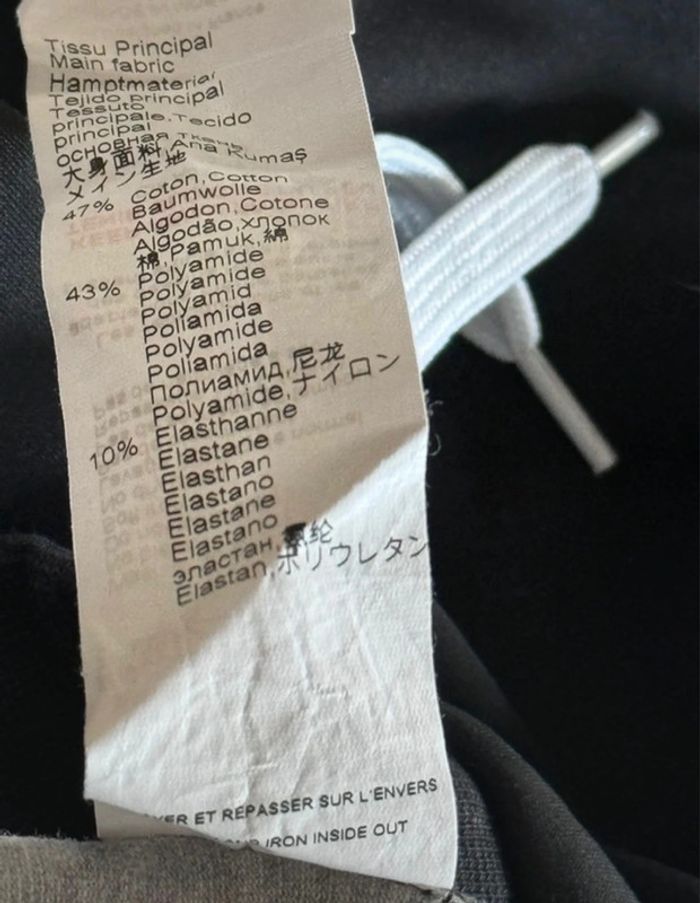 Tissu Principal
Main fabric
Hamptmaterial
Tejido principal
Tessuto
principale,Tecido
principal
основная ткань
大身面料,Ana Kumaş
メイン生地
47% Coton,Cotton
Baumwolle
Algodon,Cotone
Algodão,хлопок
棉,Pamuk,綿
43% Polyamide
Polyamide
Polyamid
Poliamida
Polyamide
Poliamida
Полиамид,尼龙
Polyamide,ナイロン
10% Elasthanne
Elastane
Elasthan
Elastano
Elastane
Elastano
эластан,氨纶
Elastan,ポリウレタン
ET REPASSER SUR L'ENVERS
IRON INSIDE OUT